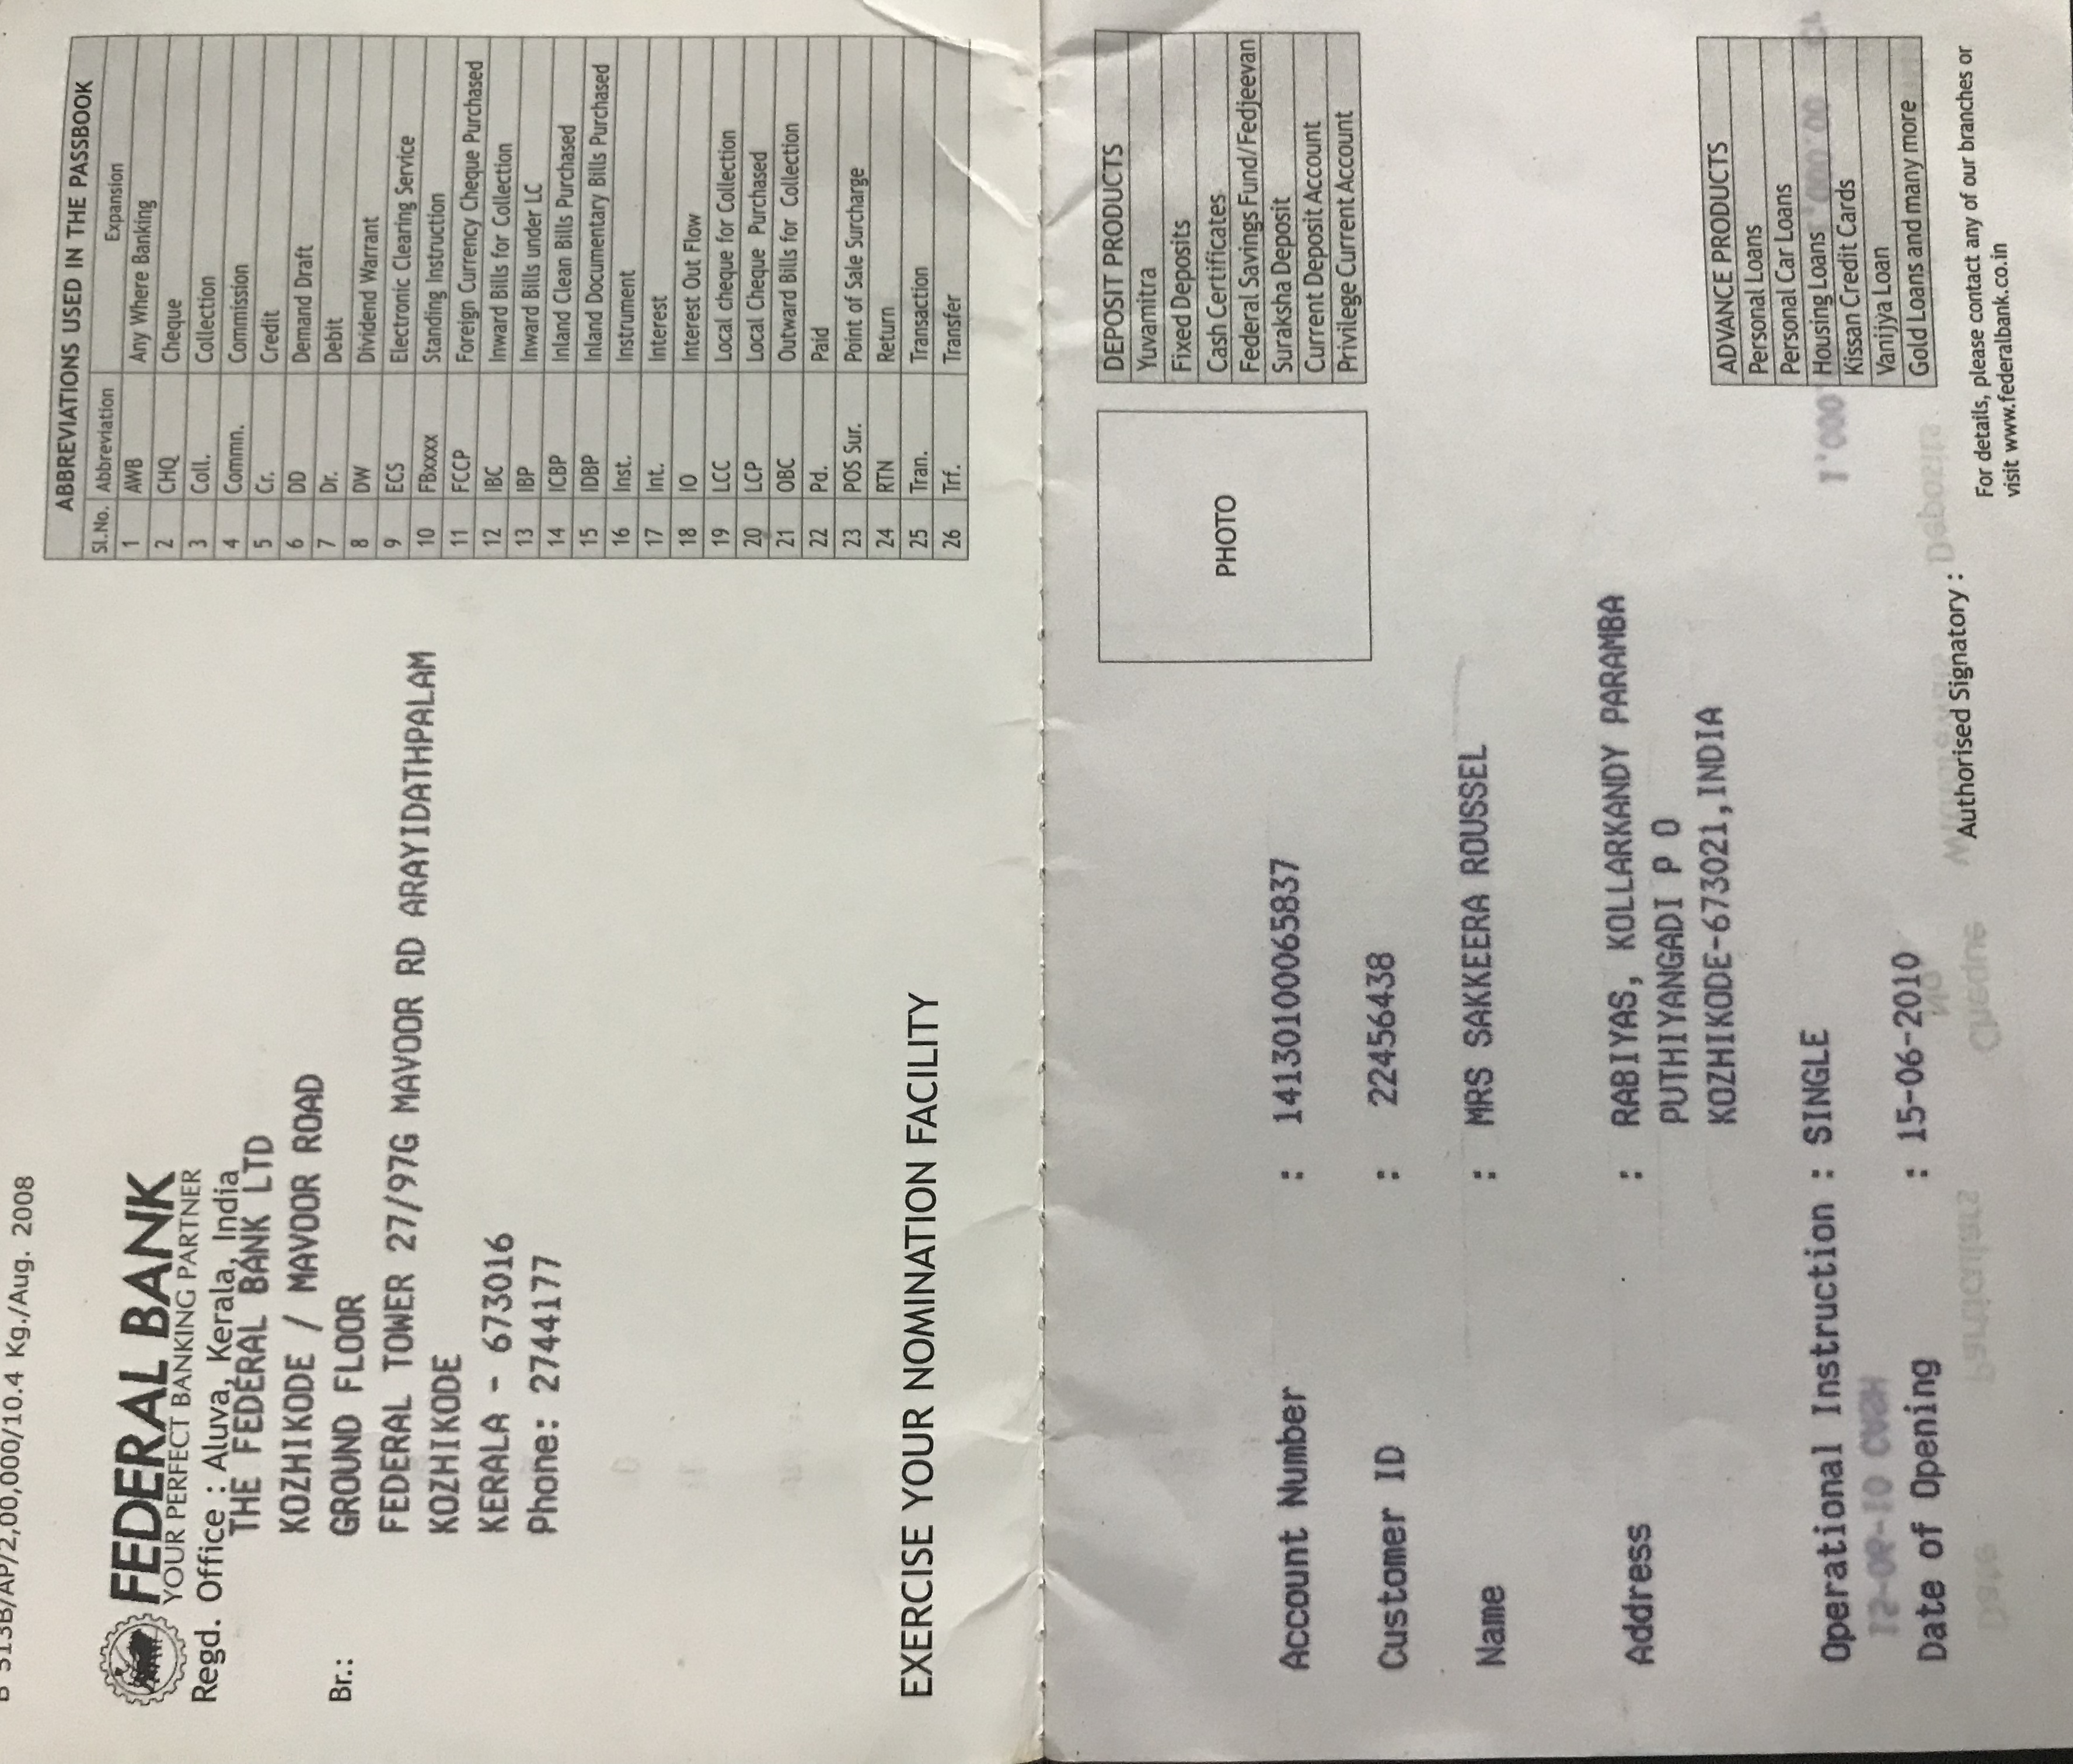 FEDERAL BANK
YOUR PERFECT BANKING PARTNER
Regd. Office : Aluva, Kerala, India
THE FEDERAL BANK LTD
KOZHIKODE / MAVOOR ROAD
Br.: GROUND FLOOR
FEDERAL TOWER 27/97G MAVOOR RD ARAYIDATHPALAM
KOZHIKODE
KERALA - 673016
Phone: 2744177
EXERCISE YOUR NOMINATION FACILITY
ABBREVIATIONS USED IN THE PASSBOOK
Sl.No. Abbreviation Expansion
1 AWB Any Where Banking
2 CHQ Cheque
3 Coll. Collection
4 Commn. Commission
5 Cr. Credit
6 DD Demand Draft
7 Dr. Debit
8 DW Dividend Warrant
9 ECS Electronic Clearing Service
10 FBxxxx Standing Instruction
11 FCCP Foreign Currency Cheque Purchased
12 IBC Inward Bills for Collection
13 IBP Inward Bills under LC
14 ICBP Inland Clean Bills Purchased
15 IDBP Inland Documentary Bills Purchased
16 Inst. Instrument
17 Int. Interest
18 IO Interest Out Flow
19 LCC Local cheque for Collection
20 LCP Local Cheque Purchased
21 OBC Outward Bills for Collection
22 Pd. Paid
23 POS Sur. Point of Sale Surcharge
24 RTN Return
25 Tran. Transaction
26 Trf. Transfer
Account Number : 14130100065837
Customer ID : 22456438
Name : MRS SAKKEERA ROUSSEL
Address : RABIYAS, KOLLARKANDY PARAMBA
PUTHIYANGADI P O
KOZHIKODE-673021,INDIA
Operational Instruction : SINGLE
Date of Opening : 15-06-2010
Authorised Signatory :
PHOTO
DEPOSIT PRODUCTS
Yuvamitra
Fixed Deposits
Cash Certificates
Federal Savings Fund/Fedjeevan
Suraksha Deposit
Current Deposit Account
Privilege Current Account
ADVANCE PRODUCTS
Personal Loans
Personal Car Loans
Housing Loans
Kissan Credit Cards
Vanijya Loan
Gold Loans and many more
For details, please contact any of our branches or
visit www.federalbank.co.in